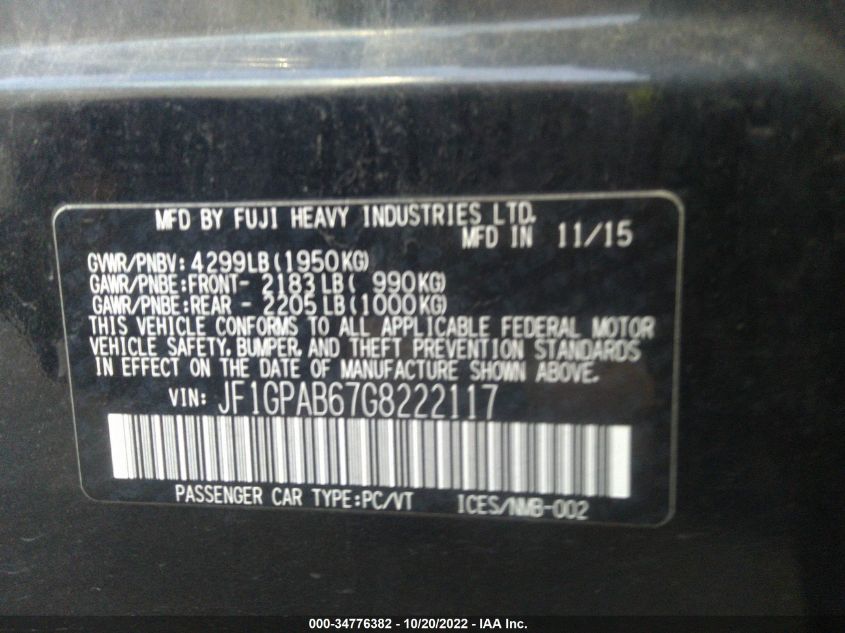 MFD BY FUJI HEAVY INDUSTRIES LTD.
MFD IN 11/15
GVWR/PNBV: 4299LB(1950KG)
GAWR/PNBE:FRONT- 2183LB( 990KG)
GAWR/PNBE:REAR - 2205LB(1000KG)
THIS VEHICLE CONFORMS TO ALL APPLICABLE FEDERAL MOTOR
VEHICLE SAFETY, BUMPER, AND THEFT PREVENTION STANDARDS
IN EFFECT ON THE DATE OF MANUFACTURE SHOWN ABOVE.
VIN: JF1GPAB67G8222117
PASSENGER CAR TYPE:PC/VT ICES/NMB-002
000-34776382 - 10/20/2022 - IAA Inc.